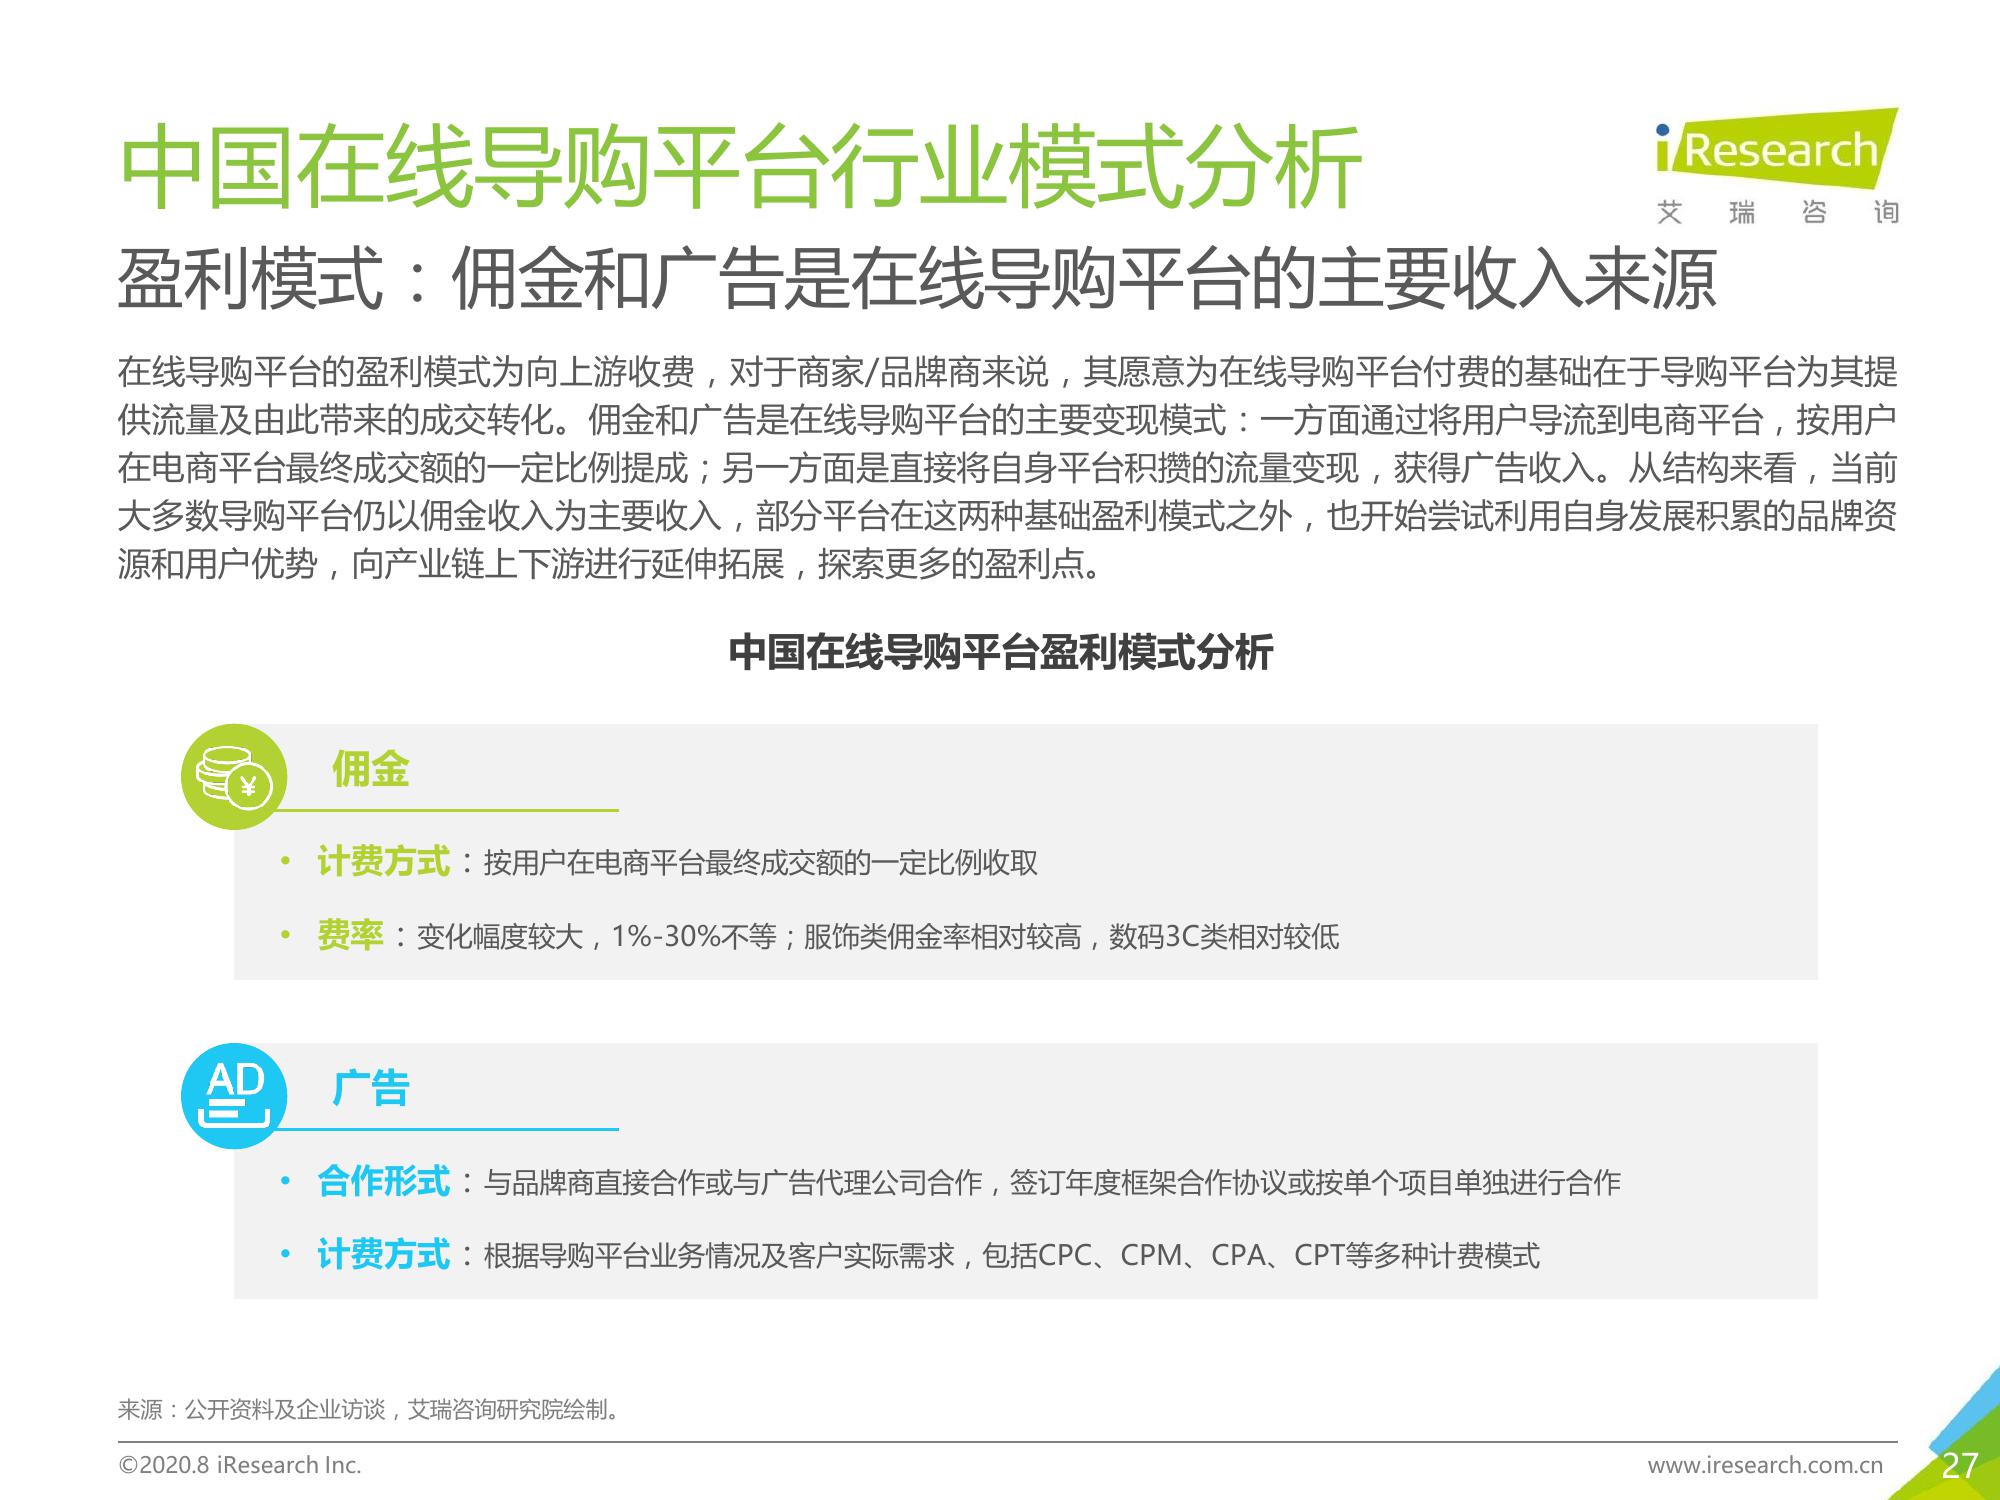 中国在线导购平台行业模式分析
iResearch
艾瑞咨询
盈利模式：佣金和广告是在线导购平台的主要收入来源
在线导购平台的盈利模式为向上游收费，对于商家/品牌商来说，其愿意为在线导购平台付费的基础在于导购平台为其提
供流量及由此带来的成交转化。佣金和广告是在线导购平台的主要变现模式：一方面通过将用户导流到电商平台，按用户
在电商平台最终成交额的一定比例提成；另一方面是直接将自身平台积攒的流量变现，获得广告收入。从结构来看，当前
大多数导购平台仍以佣金收入为主要收入，部分平台在这两种基础盈利模式之外，也开始尝试利用自身发展积累的品牌资
源和用户优势，向产业链上下游进行延伸拓展，探索更多的盈利点。
中国在线导购平台盈利模式分析
¥
佣金
• 计费方式：按用户在电商平台最终成交额的一定比例收取
• 费率：变化幅度较大，1%-30%不等；服饰类佣金率相对较高，数码3C类相对较低
AD
广告
• 合作形式：与品牌商直接合作或与广告代理公司合作，签订年度框架合作协议或按单个项目单独进行合作
• 计费方式：根据导购平台业务情况及客户实际需求，包括CPC、CPM、CPA、CPT等多种计费模式
来源：公开资料及企业访谈，艾瑞咨询研究院绘制。
©2020.8 iResearch Inc.
www.iresearch.com.cn
27